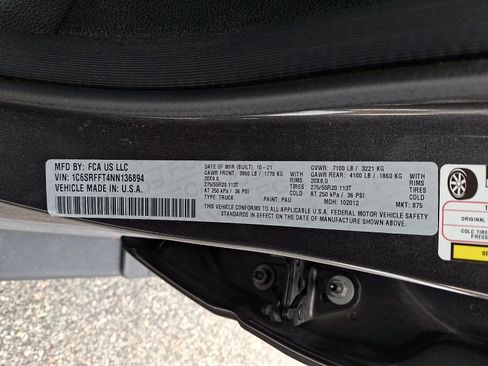 MFD BY: FCA US LLC
VIN: 1C6SRFFT4NN136894
VEHICLE MADE IN: U.S.A.
DATE OF MFR (BUILT): 10-21 GVWR: 7100 LB / 3221 KG
GAWR FRONT: 3900 LB / 1770 KG WITH GAWR REAR: 4100 LB / 1860 KG WITH
20X9.0 RIMS 20X9.0 RIMS
275/55R20 113T TIRES 275/55R20 113T TIRES
AT 250 kPa / 36 PSI COLD AT 250 kPa / 36 PSI COLD
TYPE: TRUCK PAINT: PAU MDH: 102012 MKT: 875
THIS VEHICLE CONFORMS TO ALL APPLICABLE U.S.A. FEDERAL MOTOR VEHICLE SAFETY
STANDARDS IN EFFECT ON THE DATE OF MANUFACTURE SHOWN ABOVE.